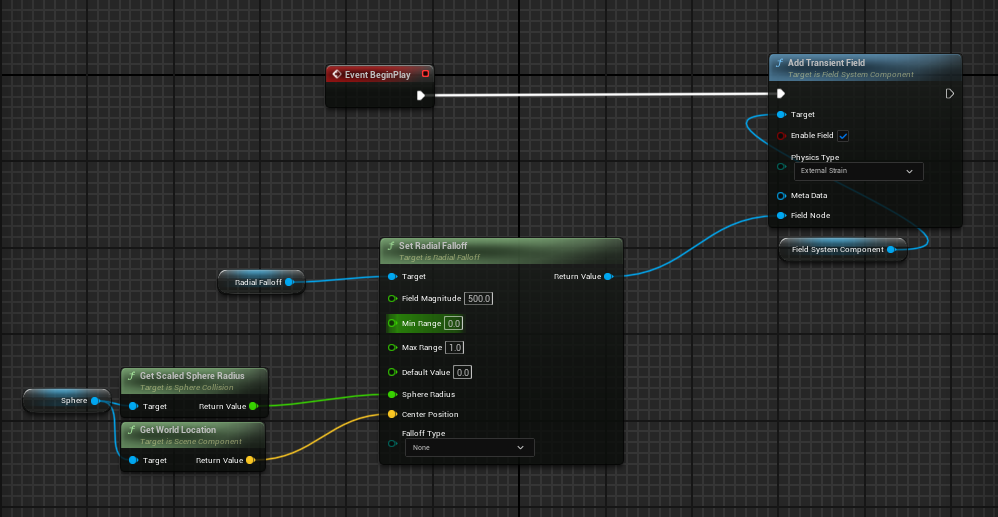 Event BeginPlay
Add Transient Field
Target is Field System Component
Target
Enable Field
Physics Type
External Strain
Meta Data
Field Node
Field System Component
Set Radial Falloff
Target is Radial Falloff
Radial Falloff
Target
Return Value
Field Magnitude 500.0
Min Range 0.0
Max Range 1.0
Default Value 0.0
Sphere Radius
Center Position
Falloff Type
None
Sphere
Get Scaled Sphere Radius
Target is Sphere Collision
Target
Return Value
Get World Location
Target is Scene Component
Target
Return Value